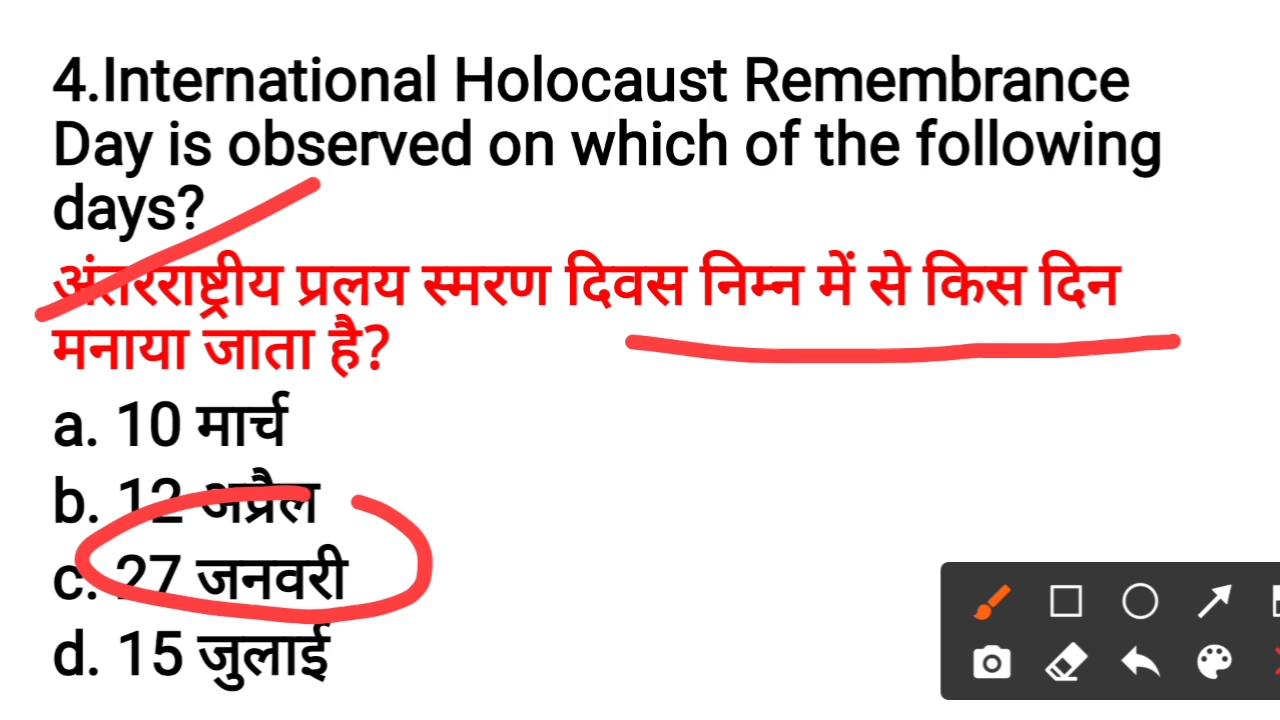 4.International Holocaust Remembrance
Day is observed on which of the following
days?
अंतरराष्ट्रीय प्रलय स्मरण दिवस निम्न में से किस दिन
मनाया जाता है?
a. 10 मार्च
b. 12 अप्रैल
c. 27 जनवरी
d. 15 जुलाई